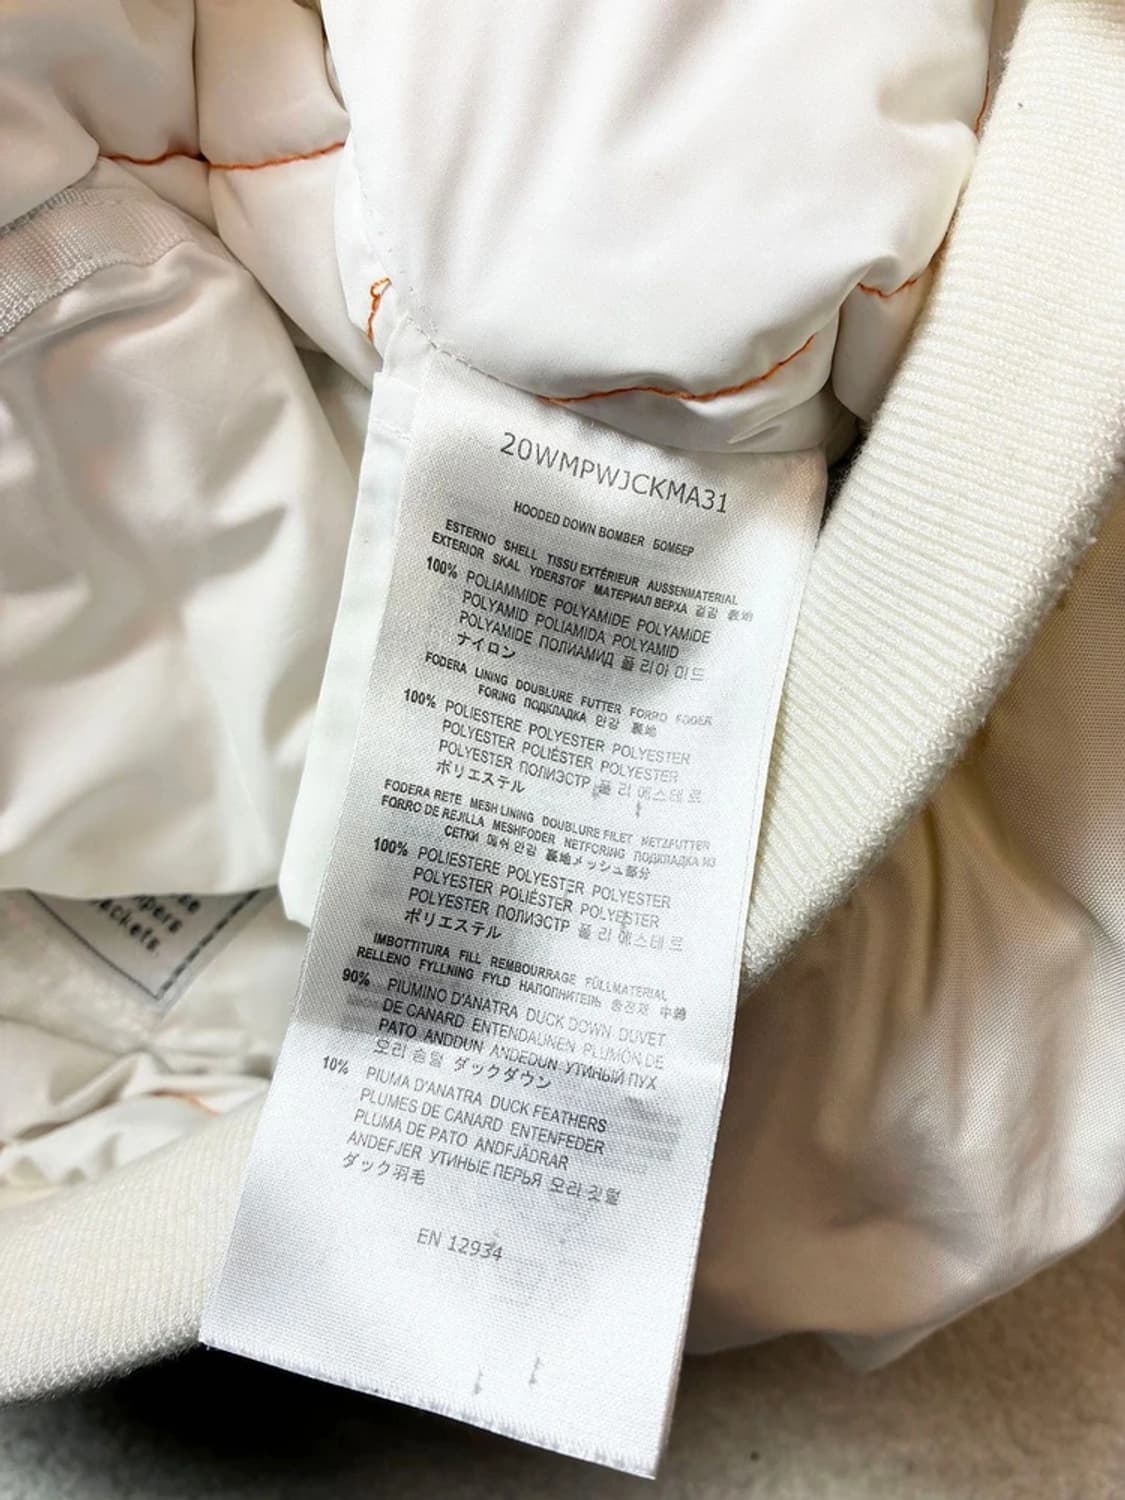 20WMPWJCKMA31
HOODED DOWN BOMBER БОМБЕР
ESTERNO SHELL TISSU EXTÉRIEUR AUSSENMATERIAL
EXTERIOR SKAL YDERSTOF МАТЕРИАЛ ВЕРХА 겉감 表地
100% POLIAMMIDE POLYAMIDE POLYAMIDE
POLYAMID POLIAMIDA POLYAMID
POLYAMIDE ПОЛИАМИД 폴리아미드
ナイロン
FODERA LINING DOUBLURE FUTTER FORRO FODER
FORING ПОДКЛАДКА 안감 裏地
100% POLIESTERE POLYESTER POLYESTER
POLYESTER POLIÉSTER POLYESTER
POLYESTER ПОЛИЭСТР 폴리에스테르
ポリエステル
FODERA RETE MESH LINING DOUBLURE FILET NETZFUTTER
FORRO DE REJILLA MESHFODER NETFORING ПОДКЛАДКА ИЗ
СЕТКИ 메쉬 안감 裏地メッシュ部分
100% POLIESTERE POLYESTER POLYESTER
POLYESTER POLIÉSTER POLYESTER
POLYESTER ПОЛИЭСТР 폴리에스테르
ポリエステル
IMBOTTITURA FILL REMBOURRAGE FÜLLMATERIAL
RELLENO FYLLNING FYLD НАПОЛНИТЕЛЬ 충전재 中綿
90% PIUMINO D'ANATRA DUCK DOWN DUVET
DE CANARD ENTENDAUNEN PLUMÓN DE
PATO ANDDUN ANDEDUN УТИНЫЙ ПУХ
오리 솜털 ダックダウン
10% PIUMA D'ANATRA DUCK FEATHERS
PLUMES DE CANARD ENTENFEDER
PLUMA DE PATO ANDFJÄDRAR
ANDEFJER УТИНЫЕ ПЕРЬЯ 오리 깃털
ダック羽毛
EN 12934